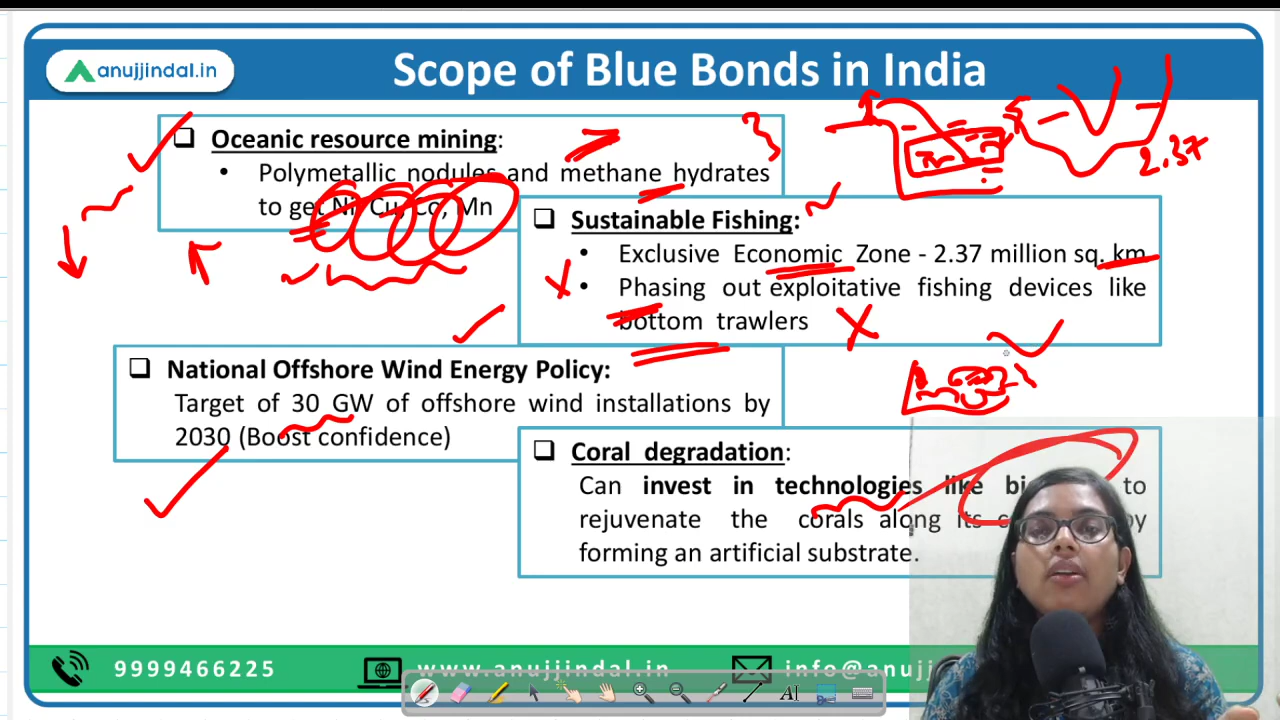 anujjindal.in
Scope of Blue Bonds in India
Oceanic resource mining:
• Polymetallic nodules and methane hydrates
to get Ni, Cu, Co, Mn
Sustainable Fishing:
• Exclusive Economic Zone - 2.37 million sq. km
• Phasing out exploitative fishing devices like
bottom trawlers
2.37
National Offshore Wind Energy Policy:
Target of 30 GW of offshore wind installations by
2030 (Boost confidence)
Coral degradation:
Can invest in technologies like to
rejuvenate the corals along its
forming an artificial substrate.
9999466225
www.anujjindal.in
info@anujj
AI